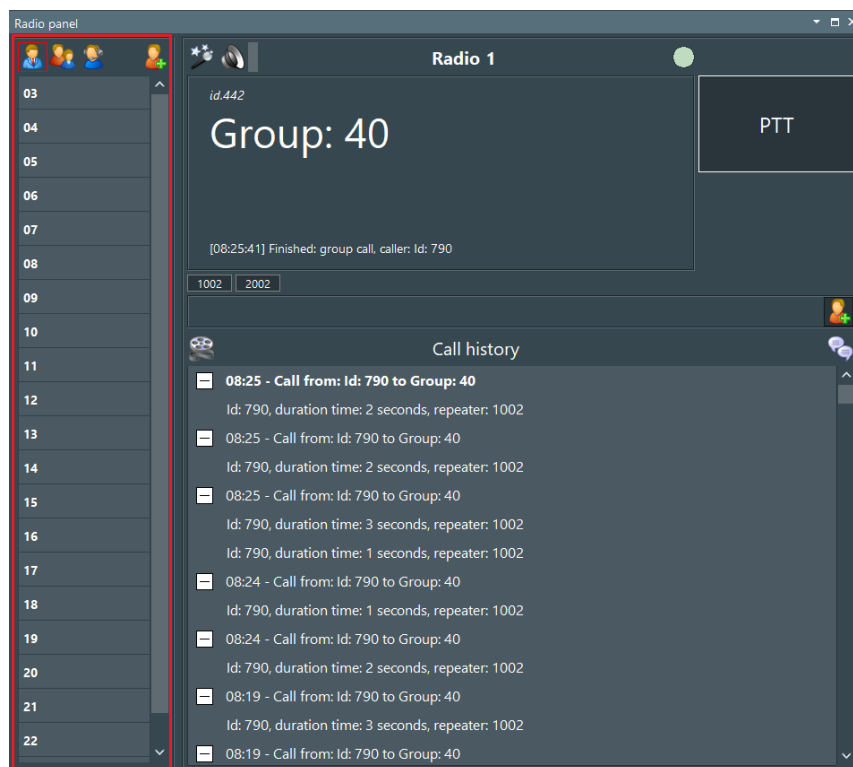 Radio panel
03
04
05
06
07
08
09
10
11
12
13
14
15
16
17
18
19
20
21
22
Radio 1
id.442
Group: 40
PTT
[08:25:41] Finished: group call, caller: Id: 790
1002 2002
Call history
08:25 - Call from: Id: 790 to Group: 40
Id: 790, duration time: 2 seconds, repeater: 1002
08:25 - Call from: Id: 790 to Group: 40
Id: 790, duration time: 2 seconds, repeater: 1002
08:25 - Call from: Id: 790 to Group: 40
Id: 790, duration time: 3 seconds, repeater: 1002
Id: 790, duration time: 1 seconds, repeater: 1002
08:24 - Call from: Id: 790 to Group: 40
Id: 790, duration time: 1 seconds, repeater: 1002
08:24 - Call from: Id: 790 to Group: 40
Id: 790, duration time: 2 seconds, repeater: 1002
08:19 - Call from: Id: 790 to Group: 40
Id: 790, duration time: 3 seconds, repeater: 1002
08:19 - Call from: Id: 790 to Group: 40